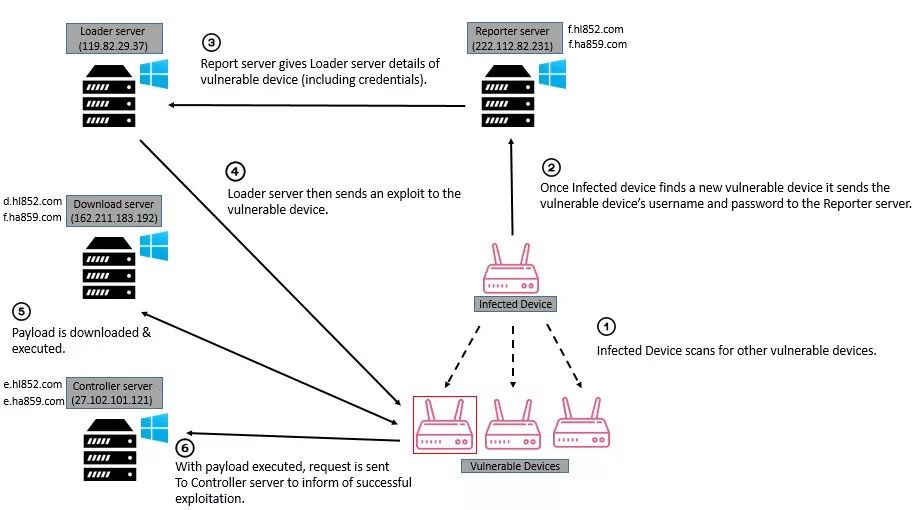 Loader server
(119.82.29.37)
③
Report server gives Loader server details of
vulnerable device (including credentials).
Reporter server
(222.112.82.231)
f.hl852.com
f.ha859.com
②
Once Infected device finds a new vulnerable device it sends the
vulnerable device’s username and password to the Reporter server.
④
Loader server then sends an exploit to the
vulnerable device.
d.hl852.com
f.ha859.com
Download server
(162.211.183.192)
Infected Device
①
Infected Device scans for other vulnerable devices.
⑤
Payload is downloaded &
executed.
e.hl852.com
e.ha859.com
Controller server
(27.102.101.121)
⑥
With payload executed, request is sent
To Controller server to inform of successful
exploitation.
Vulnerable Devices